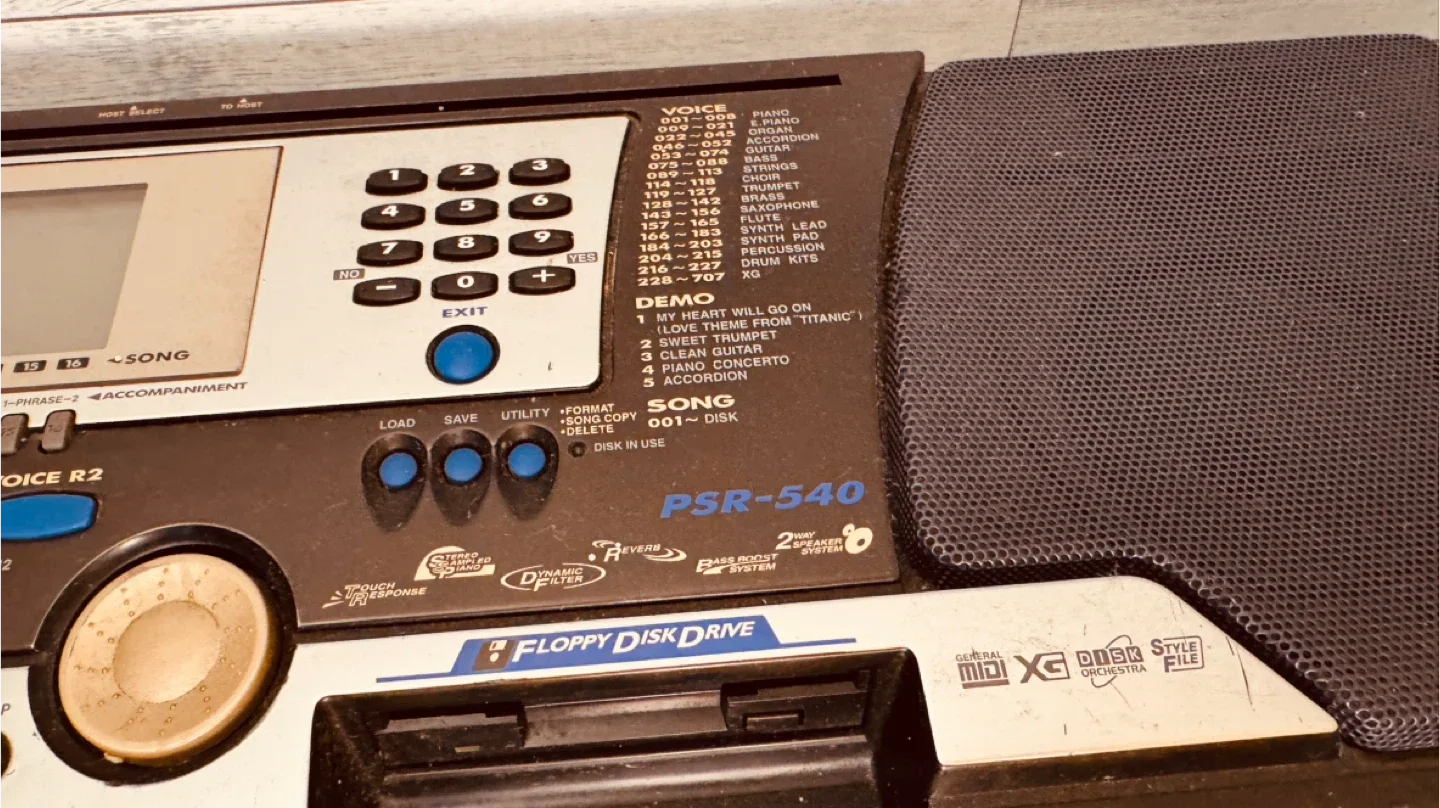 HOST SELECT
TO HOST
VOICE
001~008 PIANO
009~021 E.PIANO
022~045 ORGAN
046~052 ACCORDION
053~074 GUITAR
075~088 BASS
089~113 STRINGS
114~118 CHOIR
119~127 TRUMPET
128~142 BRASS
143~156 SAXOPHONE
157~165 FLUTE
166~183 SYNTH LEAD
184~203 SYNTH PAD
204~215 PERCUSSION
216~227 DRUM KITS
228~707 XG
DEMO
1 MY HEART WILL GO ON
(LOVE THEME FROM "TITANIC")
2 SWEET TRUMPET
3 CLEAN GUITAR
4 PIANO CONCERTO
5 ACCORDION
SONG
001~ DISK
1 2 3
4 5 6
7 8 9
NO - 0 + YES
EXIT
15 16 SONG
1-PHRASE-2 ACCOMPANIMENT
LOAD SAVE UTILITY
•FORMAT
•SONG COPY
•DELETE
DISK IN USE
VOICE R2
PSR-540
TOUCH RESPONSE
STEREO SAMPLED PIANO
DYNAMIC FILTER
REVERB
BASS BOOST SYSTEM
2WAY SPEAKER SYSTEM
FLOPPY DISK DRIVE
GENERAL MIDI
XG
DISK ORCHESTRA
STYLE FILE